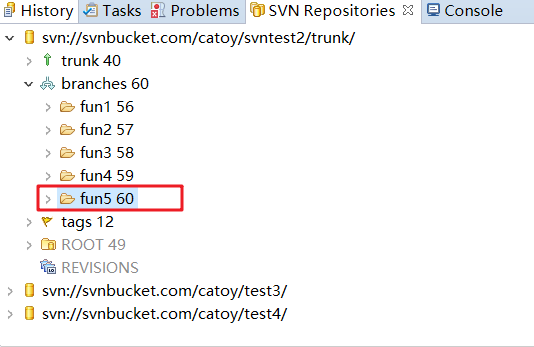 History Tasks Problems SVN Repositories Console
svn://svnbucket.com/catoy/svntest2/trunk/
trunk 40
branches 60
fun1 56
fun2 57
fun3 58
fun4 59
fun5 60
tags 12
ROOT 49
REVISIONS
svn://svnbucket.com/catoy/test3/
svn://svnbucket.com/catoy/test4/